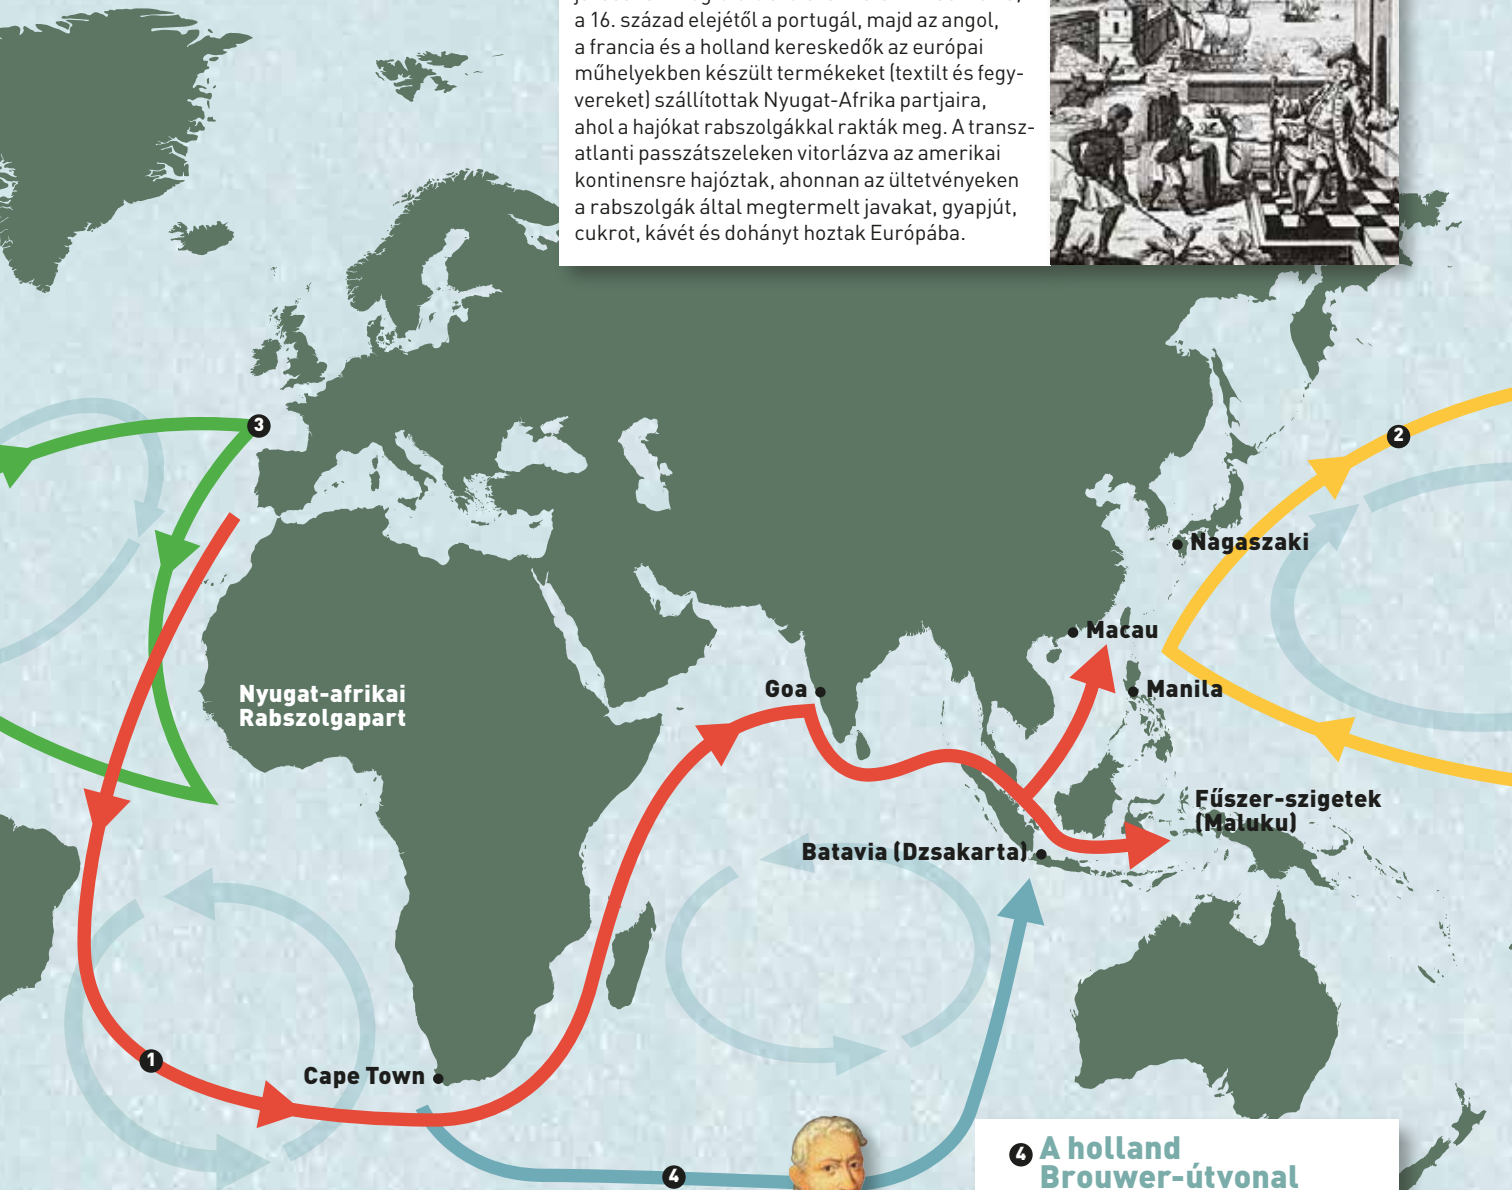 a 16. század elejétől a portugál, majd az angol,
a francia és a holland kereskedők az európai
műhelyekben készült termékeket (textilt és fegy-
vereket) szállítottak Nyugat-Afrika partjaira,
ahol a hajókat rabszolgákkal rakták meg. A transz-
atlanti passzátszeleken vitorlázva az amerikai
kontinensre hajóztak, ahonnan az ültetvényeken
a rabszolgák által megtermelt javakat, gyapjút,
cukrot, kávét és dohányt hoztak Európába.
3
2
Nagaszaki
Macau
Nyugat-afrikai
Rabszolgapart
Goa
Manila
Fűszer-szigetek
(Maluku)
Batavia (Dzsakarta)
1
Cape Town
4
4 A holland
Brouwer-útvonal